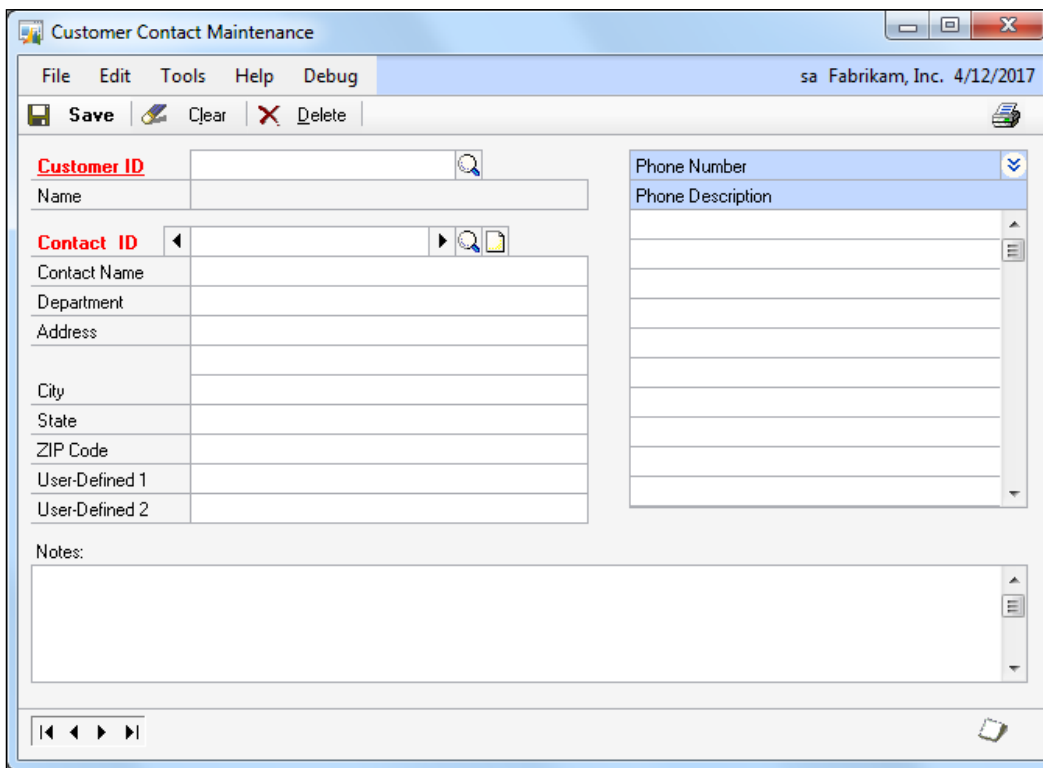 Customer Contact Maintenance
File Edit Tools Help Debug sa Fabrikam, Inc. 4/12/2017
Save Clear Delete
Customer ID
Name
Contact ID
Contact Name
Department
Address
City
State
ZIP Code
User-Defined 1
User-Defined 2
Phone Number
Phone Description
Notes: